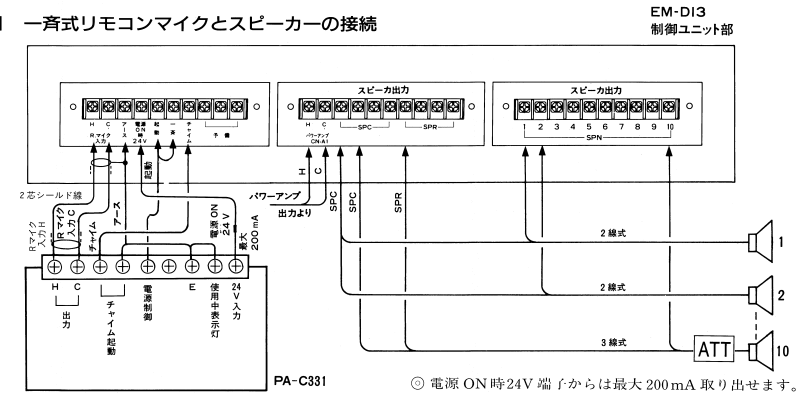 一斉式リモコンマイクとスピーカーの接続
EM-D13
制御ユニット部
スピーカ出力
スピーカ出力
H C アース 電源ON時24V 起動 一斉 チャイム 予備
Rマイク入力
H C SPC SPR
パワーアンプ
CN-A1
1 2 3 4 5 6 7 8 9 10
SPN
2芯シールド線
起動
Rマイク入力H
Rマイク入力C
チャイム
アース
電源ON 24V
最大200mA
パワーアンプ
出力より
H
C
SPC
SPC
SPR
2線式
1
2線式
2
3線式
ATT
10
H C E
出力
チャイム起動
電源制御
使用中表示灯
24V入力
PA-C331
◎ 電源ON時24V端子からは最大200mA取り出せます。